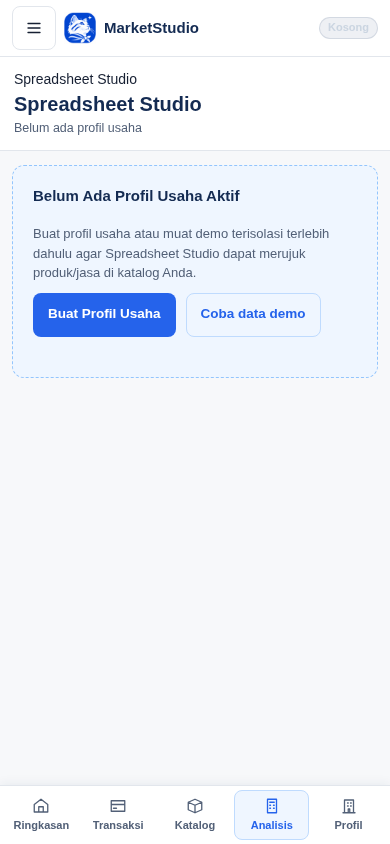 MarketStudio
Kosong
Spreadsheet Studio
Spreadsheet Studio
Belum ada profil usaha
Belum Ada Profil Usaha Aktif
Buat profil usaha atau muat demo terisolasi terlebih
dahulu agar Spreadsheet Studio dapat merujuk
produk/jasa di katalog Anda.
Buat Profil Usaha
Coba data demo
Ringkasan
Transaksi
Katalog
Analisis
Profil